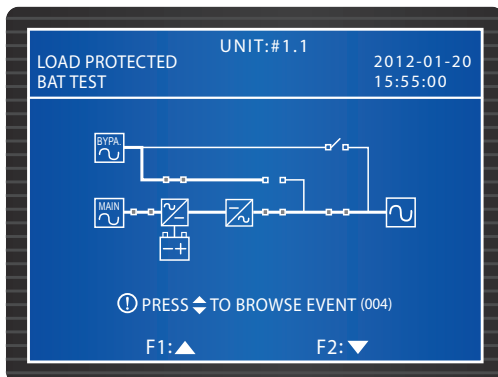 UNIT:#1.1
LOAD PROTECTED
2012-01-20
BAT TEST
15:55:00
BYPA.
MAIN
PRESS TO BROWSE EVENT (004)
F1:
F2: